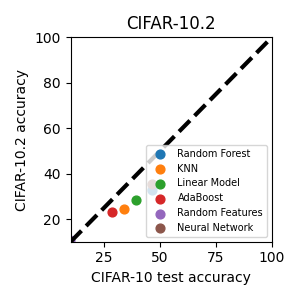 CIFAR-10.2
CIFAR-10.2 accuracy
100
80
60
40
20
Random Forest
KNN
Linear Model
AdaBoost
Random Features
Neural Network
25
50
75
100
CIFAR-10 test accuracy